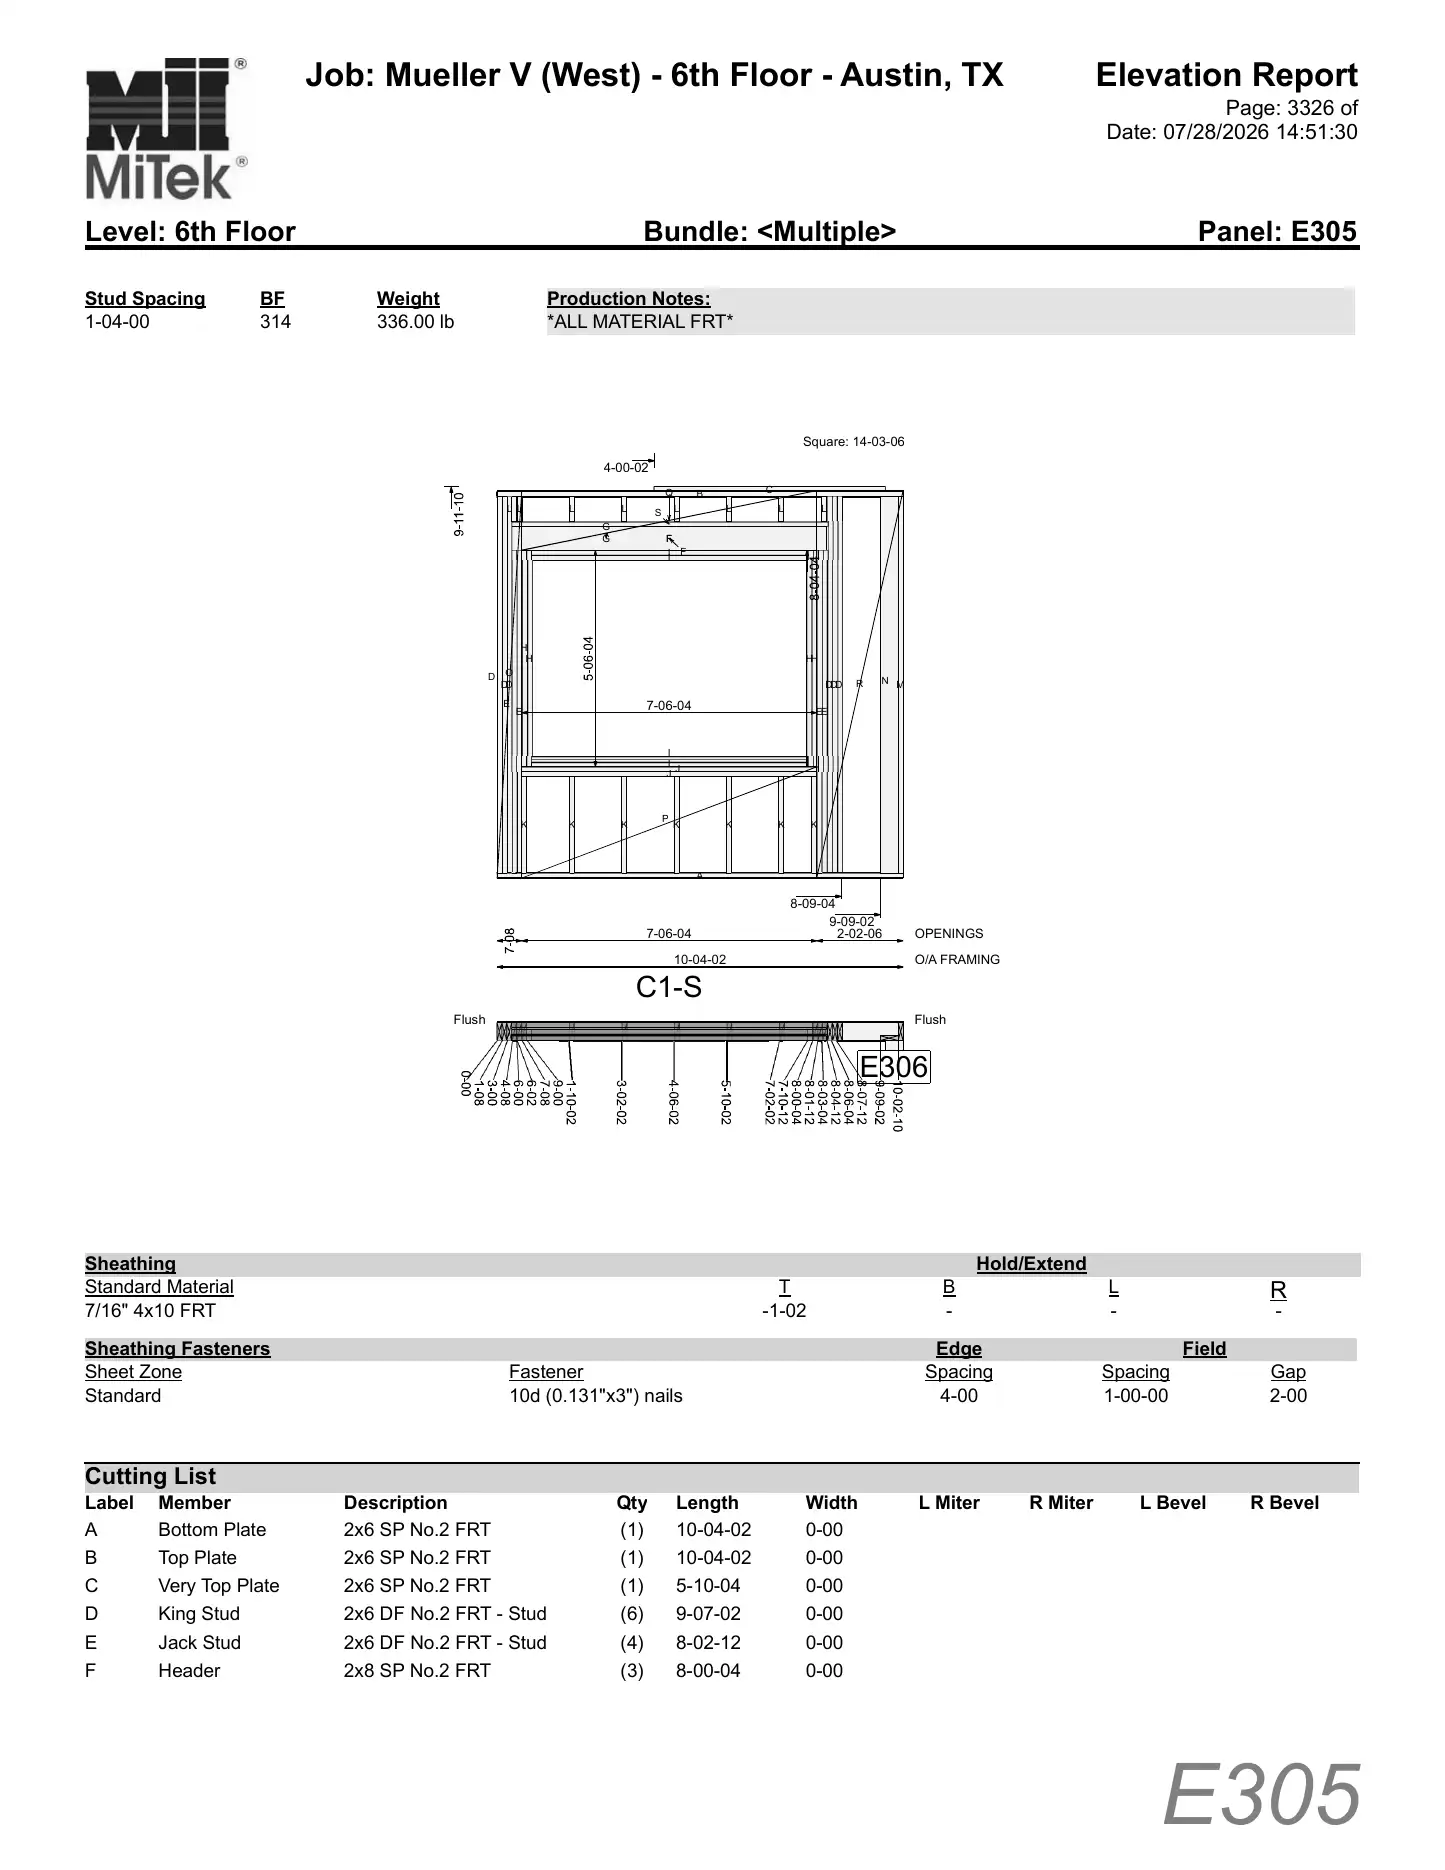 MiTek®
Job: Mueller V (West) - 6th Floor - Austin, TX
Elevation Report
Page: 3326 of
Date: 07/28/2026 14:51:30
Level: 6th Floor Bundle: <Multiple> Panel: E305
Stud Spacing BF Weight Production Notes:
1-04-00 314 336.00 lb *ALL MATERIAL FRT*
Square: 14-03-06
4-00-02
9-11-10
O B C
S
G
G F
F
8-04-04
5-06-04
D O
N
R
M
7-06-04
I
J
P
K K K K K K K
A
8-09-04
9-09-02
7-08 7-06-04 2-02-06 OPENINGS
10-04-02 O/A FRAMING
C1-S
Flush Flush
E306
0-00 1-08 3-00 4-08 6-00 6-02 7-08 9-00 1-10-02 3-02-02 4-06-02 5-10-02 7-02-02 7-10-12 8-00-04 8-01-12 8-03-04 8-04-12 8-06-04 8-07-12 9-09-02 10-02-10
Sheathing Hold/Extend
Standard Material T B L R
7/16" 4x10 FRT -1-02 - - -
Sheathing Fasteners Edge Field
Sheet Zone Fastener Spacing Spacing Gap
Standard 10d (0.131"x3") nails 4-00 1-00-00 2-00
Cutting List
Label Member Description Qty Length Width L Miter R Miter L Bevel R Bevel
A Bottom Plate 2x6 SP No.2 FRT (1) 10-04-02 0-00
B Top Plate 2x6 SP No.2 FRT (1) 10-04-02 0-00
C Very Top Plate 2x6 SP No.2 FRT (1) 5-10-04 0-00
D King Stud 2x6 DF No.2 FRT - Stud (6) 9-07-02 0-00
E Jack Stud 2x6 DF No.2 FRT - Stud (4) 8-02-12 0-00
F Header 2x8 SP No.2 FRT (3) 8-00-04 0-00
E305